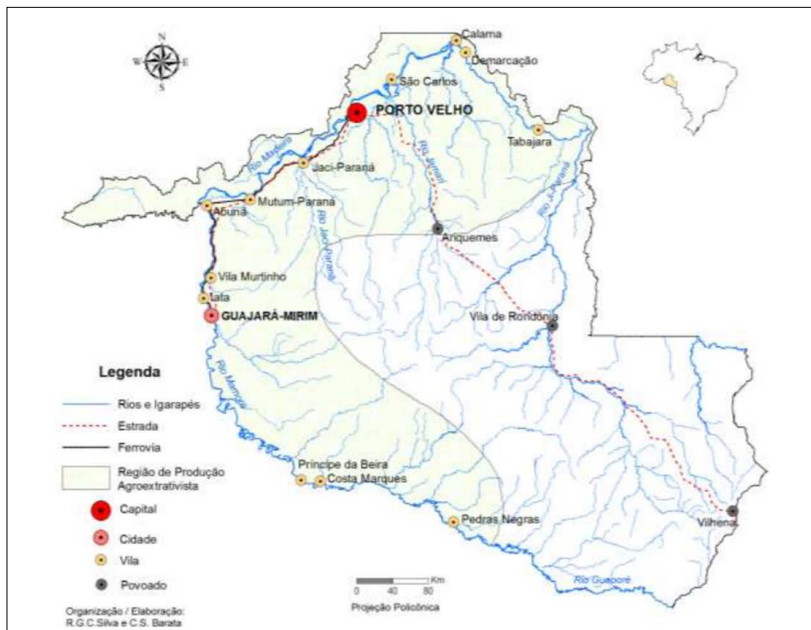 N
W
E
S
Calama
Demarcação
São Carlos
PORTO VELHO
Tabajara
Rio Madeira
Rio Jamari
Jaci-Paraná
Rio Ji-Paraná
Mutum-Paraná
Abunã
Rio Jaci-Paraná
Ariquemes
Vila Murtinho
Iata
GUAJARÁ-MIRIM
Vila de Rondônia
Rio Mamoré
Príncipe da Beira
Costa Marques
Pedras Negras
Vilhena
Rio Guaporé
Legenda
Rios e Igarapés
Estrada
Ferrovia
Região de Produção
Agroextrativista
Capital
Cidade
Vila
Povoado
Organização / Elaboração:
R.G.C.Silva e C.S. Barata
Km
0 40 80
Projeção Policônica